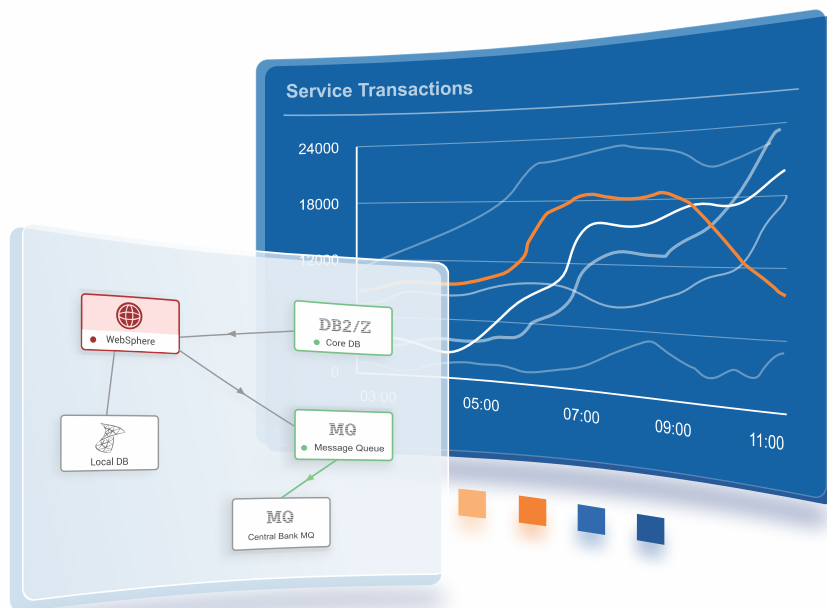 Service Transactions
24000
18000
12000
0
03:00
05:00
07:00
09:00
11:00
WebSphere
DB2/Z
Core DB
MQ
Message Queue
Local DB
MQ
Central Bank MQ